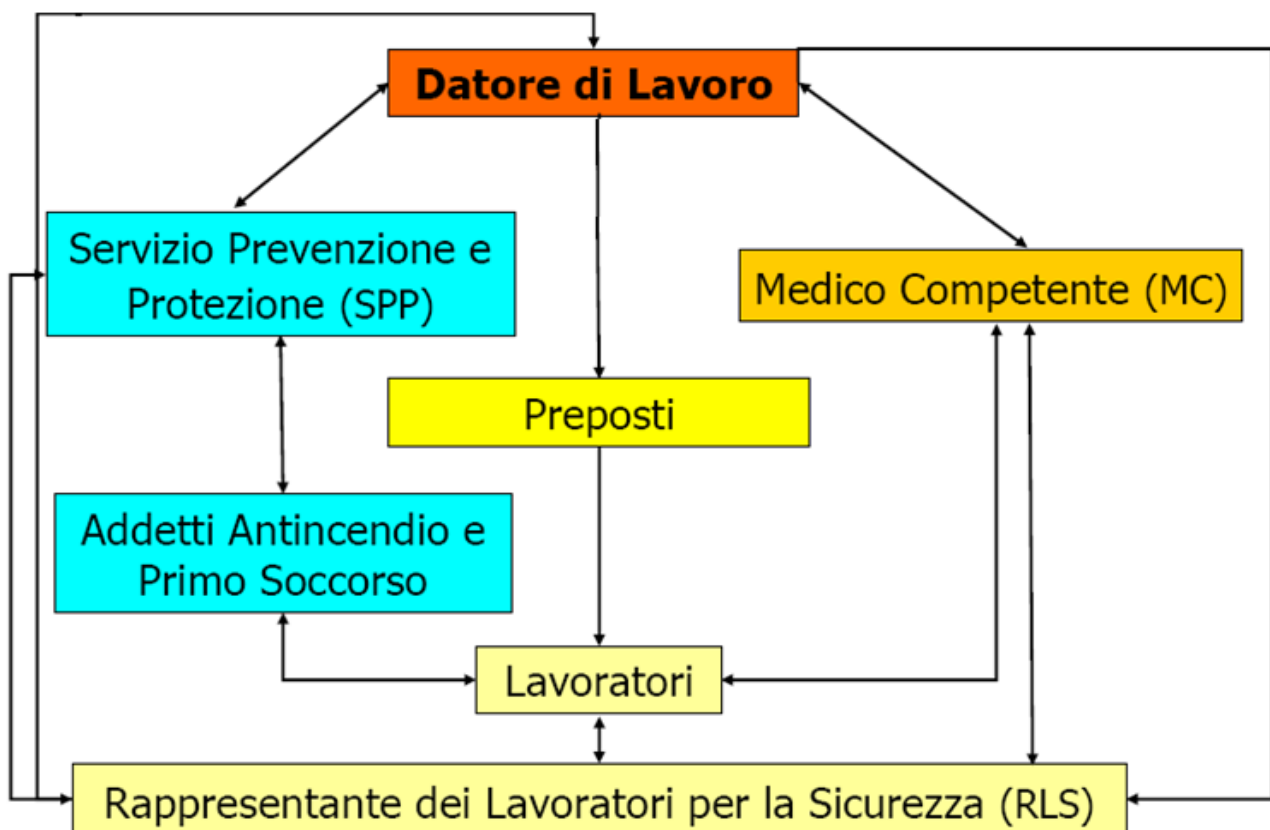 Datore di Lavoro
Servizio Prevenzione e
Protezione (SPP)
Medico Competente (MC)
Preposti
Addetti Antincendio e
Primo Soccorso
Lavoratori
Rappresentante dei Lavoratori per la Sicurezza (RLS)